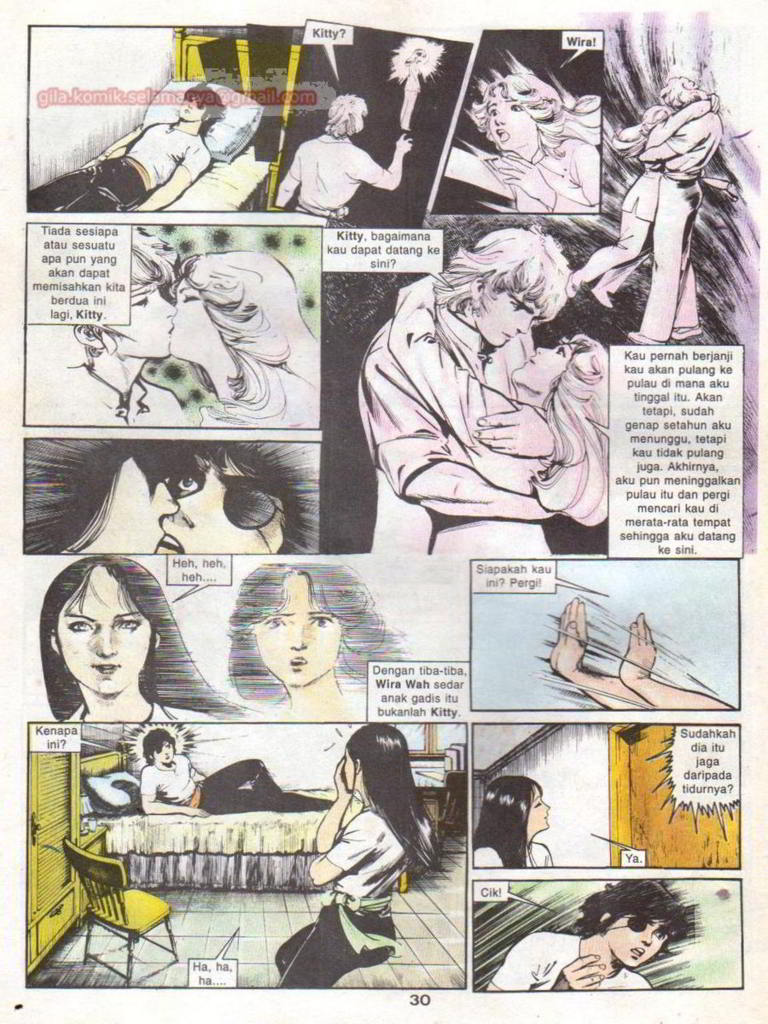 gila.komik.selamanya@gmail.com
Kitty?
Wira!
Tiada sesiapa
atau sesuatu
apa pun yang
akan dapat
memisahkan kita
berdua ini
lagi, Kitty.
Kitty, bagaimana
kau dapat datang ke
sini?
Kau pernah berjanji
kau akan pulang ke
pulau di mana aku
tinggal itu. Akan
tetapi, sudah
genap setahun aku
menunggu, tetapi
kau tidak pulang
juga. Akhirnya,
aku pun meninggalkan
pulau itu dan pergi
mencari kau di
merata-rata tempat
sehingga aku datang
ke sini.
Heh, heh,
heh....
Dengan tiba-tiba,
Wira Wah sedar
anak gadis itu
bukanlah Kitty.
Siapakah kau
ini? Pergi!
Kenapa
ini?
Ha, ha,
ha....
Sudahkah
dia itu
jaga
daripada
tidurnya?
Ya.
Cik!
30